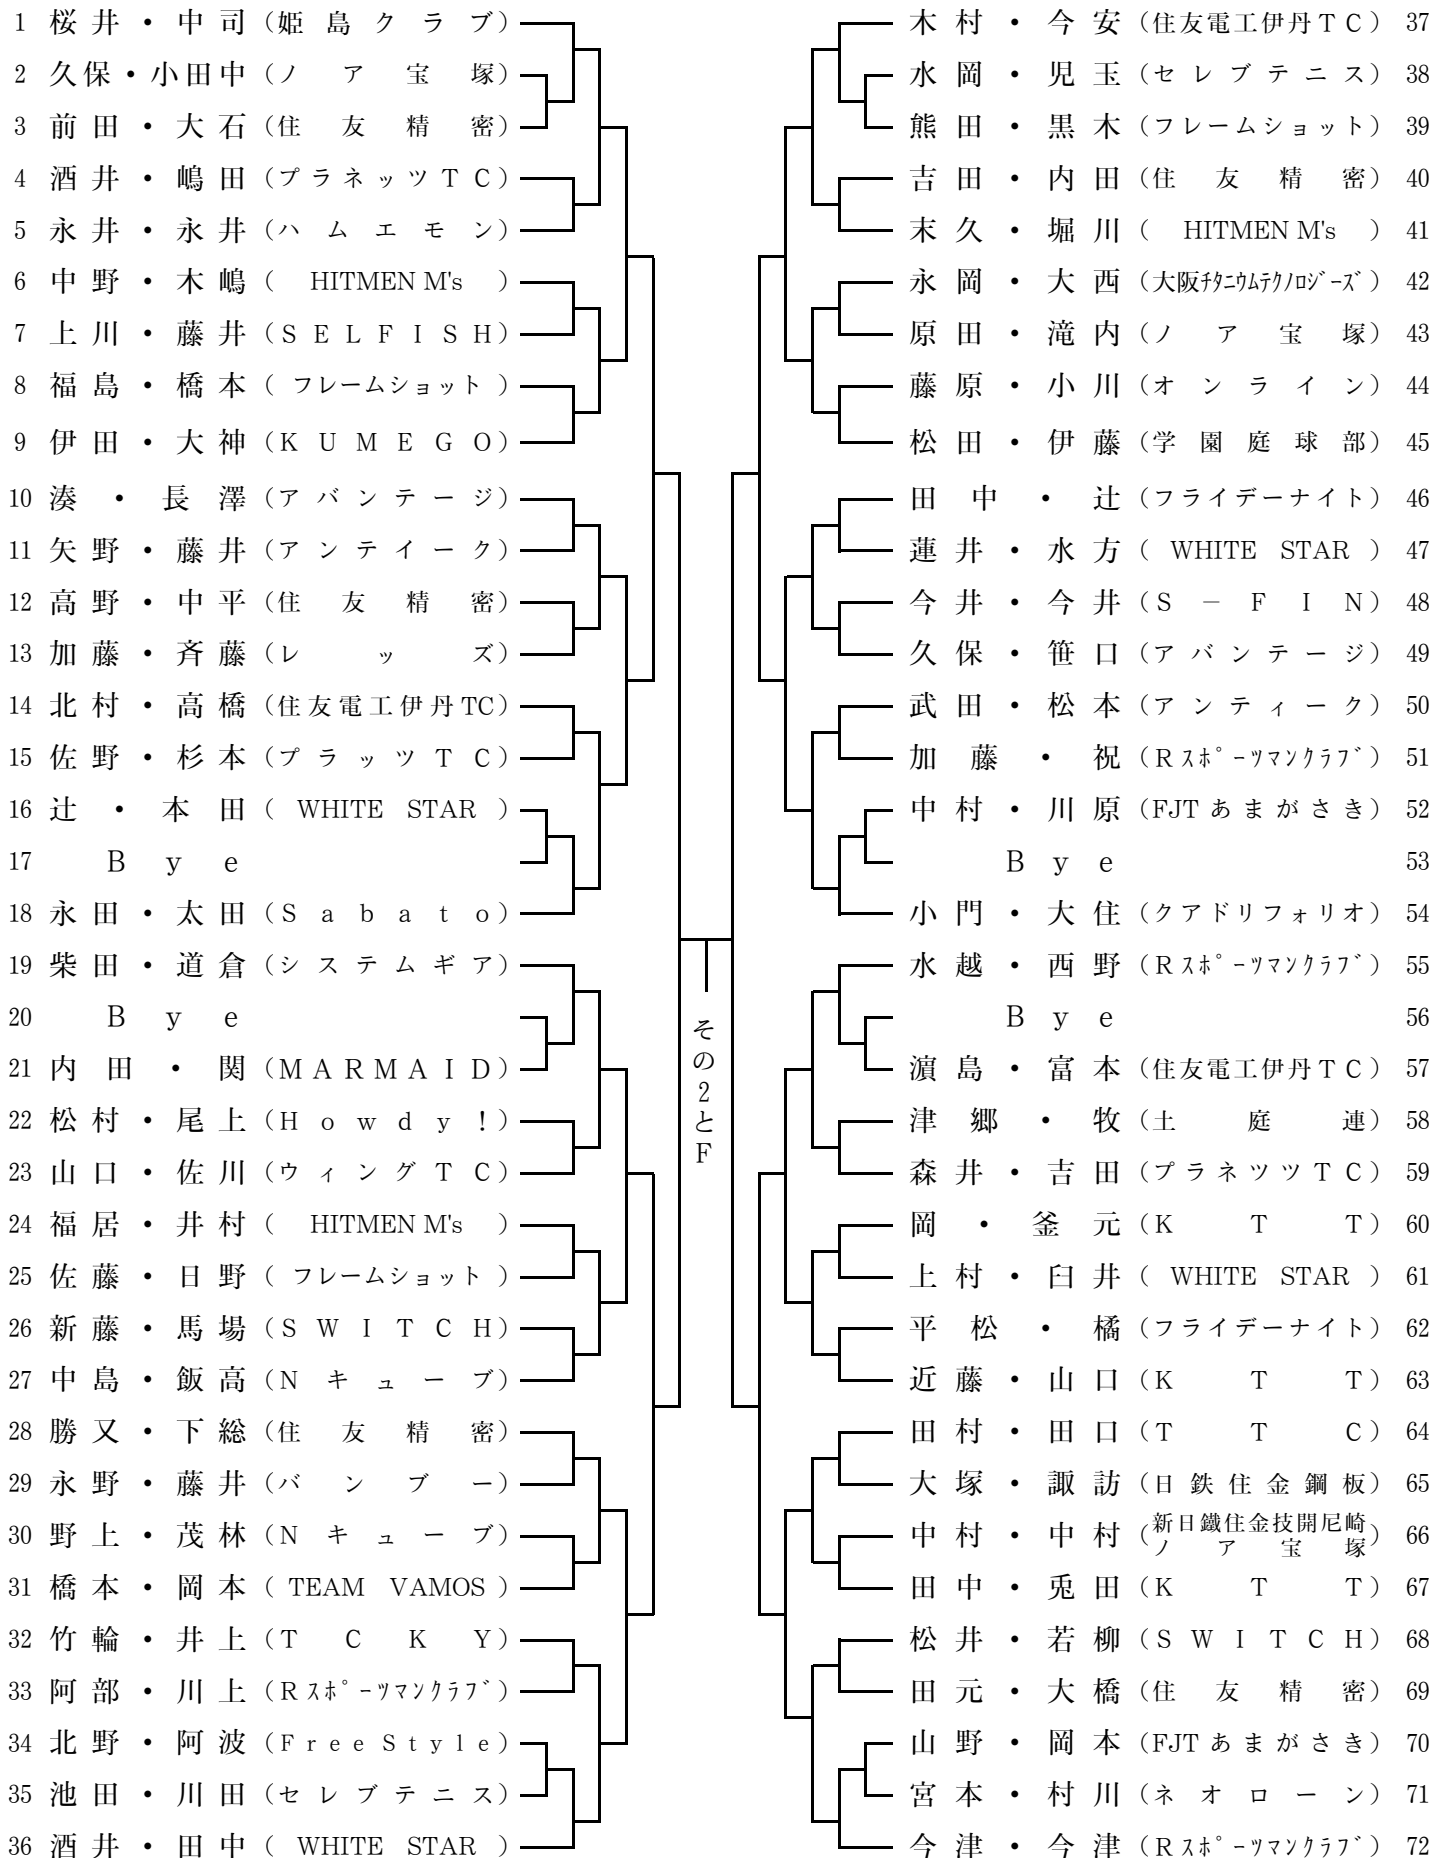 1 桜井・中司（姫島クラブ）
2 久保・小田中（ノア宝塚）
3 前田・大石（住友精密）
4 酒井・嶋田（プラネッツTC）
5 永井・永井（ハムエモン）
6 中野・木嶋（HITMEN M's）
7 上川・藤井（SELFISH）
8 福島・橋本（フレームショット）
9 伊田・大神（KUMEGO）
10 湊・長澤（アバンテージ）
11 矢野・藤井（アンテイーク）
12 高野・中平（住友精密）
13 加藤・斉藤（レッズ）
14 北村・高橋（住友電工伊丹TC）
15 佐野・杉本（プラッツTC）
16 辻・本田（WHITE STAR）
17 Bye
18 永田・太田（Sabato）
19 柴田・道倉（システムギア）
20 Bye
21 内田・関（MARMAID）
22 松村・尾上（Howdy!）
23 山口・佐川（ウィングTC）
24 福居・井村（HITMEN M's）
25 佐藤・日野（フレームショット）
26 新藤・馬場（SWITCH）
27 中島・飯高（Nキューブ）
28 勝又・下総（住友精密）
29 永野・藤井（バンブー）
30 野上・茂林（Nキューブ）
31 橋本・岡本（TEAM VAMOS）
32 竹輪・井上（TCKY）
33 阿部・川上（Rｽﾎﾟｰﾂﾏﾝｸﾗﾌﾞ）
34 北野・阿波（FreeStyle）
35 池田・川田（セレブテニス）
36 酒井・田中（WHITE STAR）
その2とF
木村・今安（住友電工伊丹TC）37
水岡・児玉（セレブテニス）38
熊田・黒木（フレームショット）39
吉田・内田（住友精密）40
末久・堀川（HITMEN M's）41
永岡・大西（大阪ﾁﾀﾆｳﾑﾃｸﾉﾛｼﾞｰｽﾞ）42
原田・滝内（ノア宝塚）43
藤原・小川（オンライン）44
松田・伊藤（学園庭球部）45
田中・辻（フライデーナイト）46
蓮井・水方（WHITE STAR）47
今井・今井（S－FIN）48
久保・笹口（アバンテージ）49
武田・松本（アンティーク）50
加藤・祝（Rｽﾎﾟｰﾂﾏﾝｸﾗﾌﾞ）51
中村・川原（FJTあまがさき）52
Bye 53
小門・大住（クアドリフォリオ）54
水越・西野（Rｽﾎﾟｰﾂﾏﾝｸﾗﾌﾞ）55
Bye 56
濵島・富本（住友電工伊丹TC）57
津郷・牧（土庭連）58
森井・吉田（プラネツツTC）59
岡・釜元（KTT）60
上村・臼井（WHITE STAR）61
平松・橘（フライデーナイト）62
近藤・山口（KTT）63
田村・田口（TTC）64
大塚・諏訪（日鉄住金鋼板）65
中村・中村（新日鐵住金技開尼崎 ノア宝塚）66
田中・兎田（KTT）67
松井・若柳（SWITCH）68
田元・大橋（住友精密）69
山野・岡本（FJTあまがさき）70
宮本・村川（ネオローン）71
今津・今津（Rｽﾎﾟｰﾂﾏﾝｸﾗﾌﾞ）72